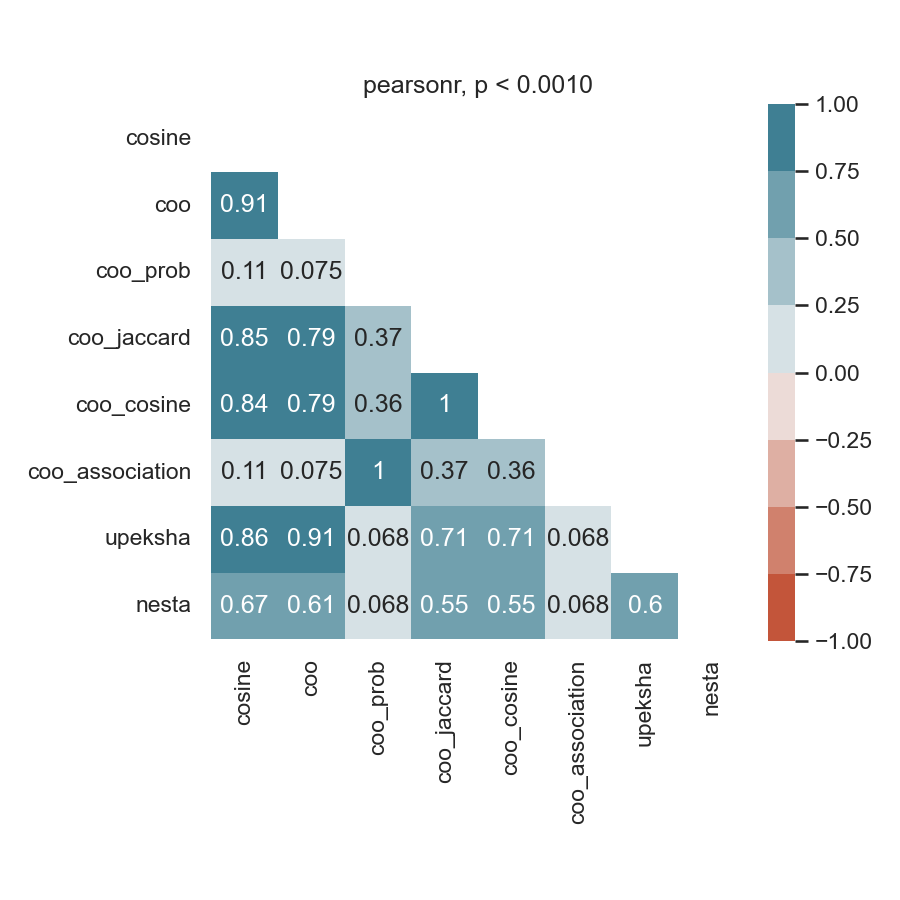 pearsonr, p < 0.0010
cosine
coo 0.91
coo_prob 0.11 0.075
coo_jaccard 0.85 0.79 0.37
coo_cosine 0.84 0.79 0.36 1
coo_association 0.11 0.075 1 0.37 0.36
upeksha 0.86 0.91 0.068 0.71 0.71 0.068
nesta 0.67 0.61 0.068 0.55 0.55 0.068 0.6
cosine
coo
coo_prob
coo_jaccard
coo_cosine
coo_association
upeksha
nesta
1.00
0.75
0.50
0.25
0.00
−0.25
−0.50
−0.75
−1.00